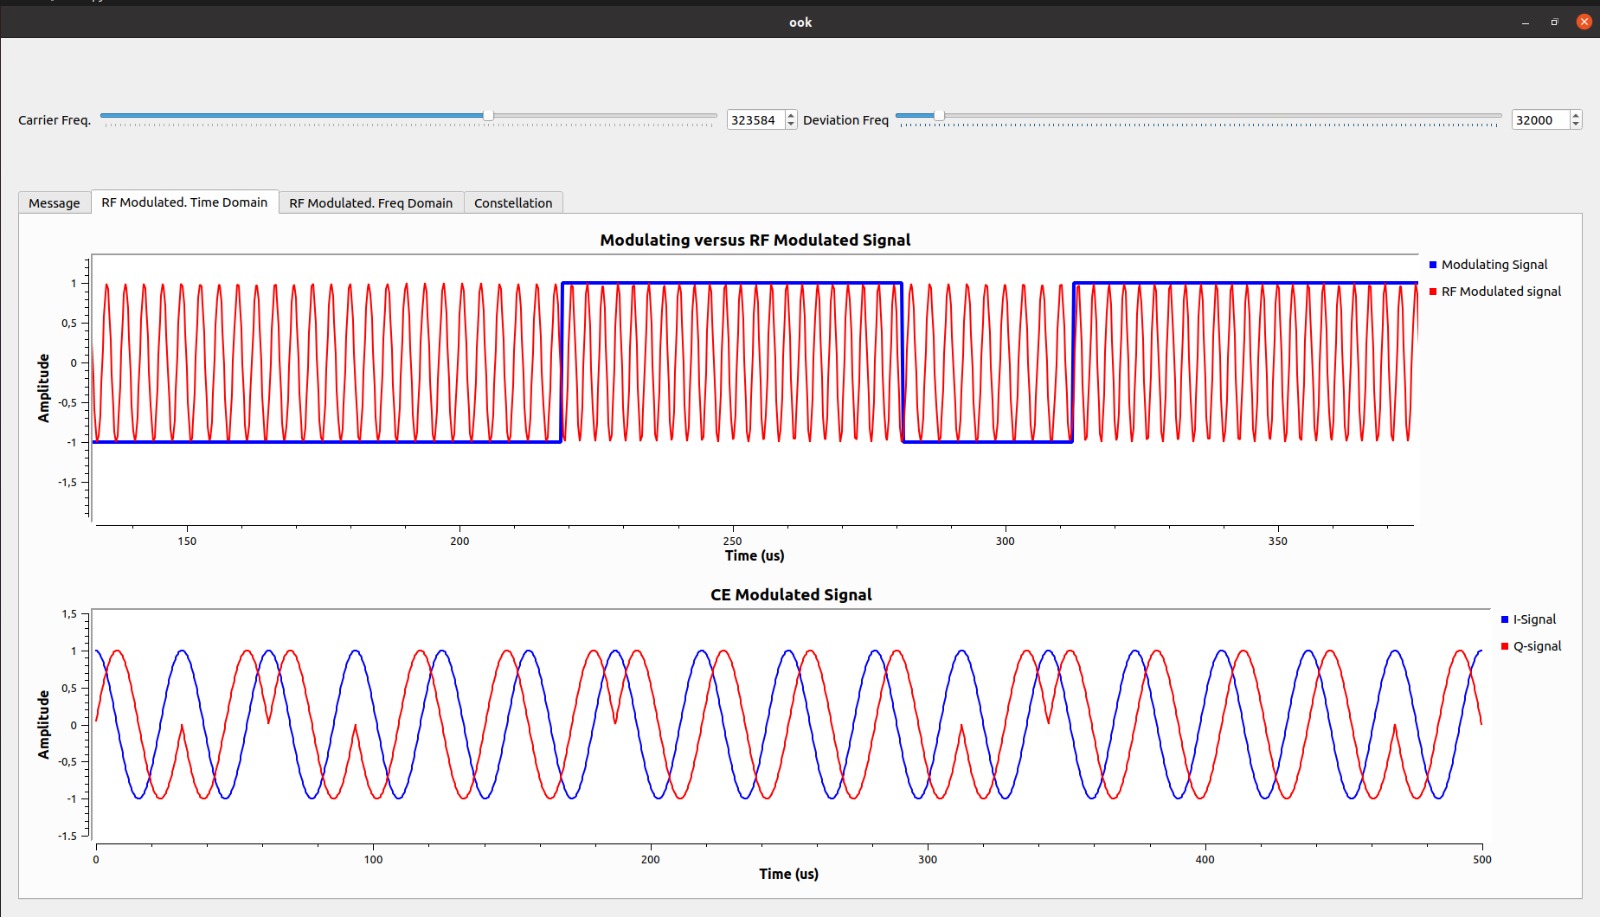 ook
Carrier Freq. 323584 Deviation Freq 32000
Message RF Modulated. Time Domain RF Modulated. Freq Domain Constellation
Modulating versus RF Modulated Signal
Modulating Signal
RF Modulated signal
Amplitude
1
0,5
0
-0,5
-1
-1,5
150 200 250 300 350
Time (us)
CE Modulated Signal
I-Signal
Q-signal
Amplitude
1,5
1
0,5
0
-0,5
-1
-1.5
0 100 200 300 400 500
Time (us)